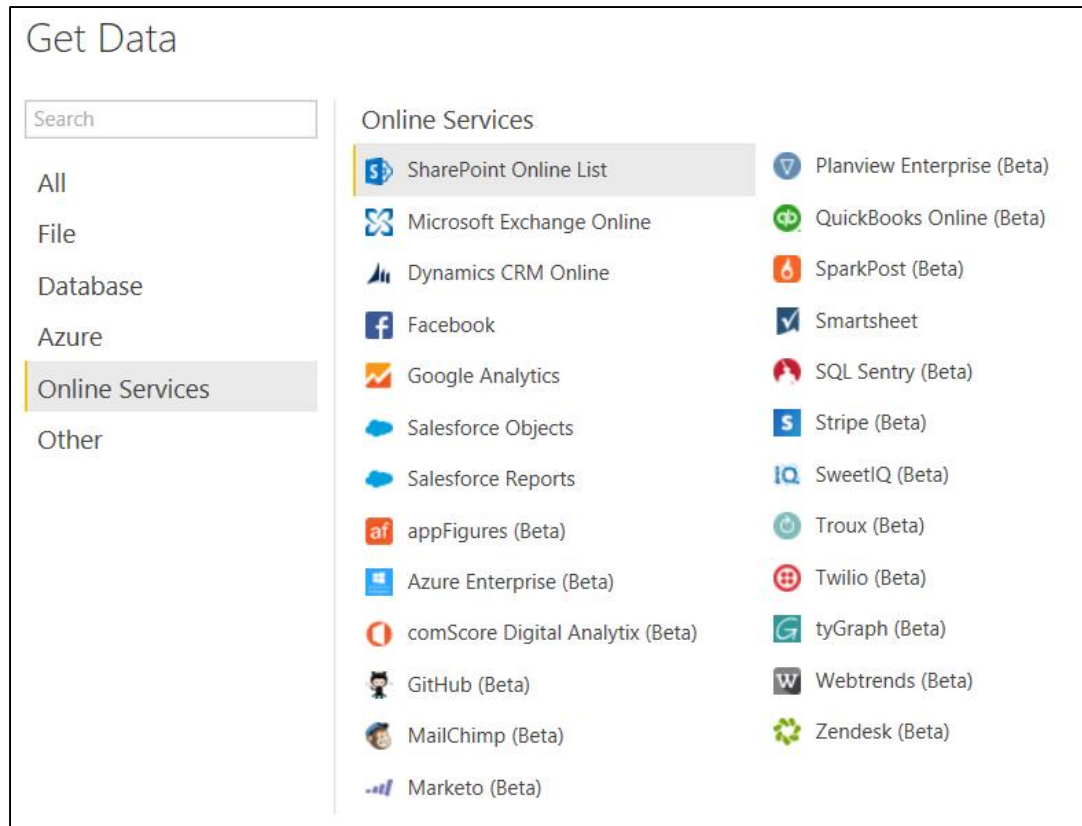 Get Data
Search
All
File
Database
Azure
Online Services
Other
Online Services
SharePoint Online List
Microsoft Exchange Online
Dynamics CRM Online
Facebook
Google Analytics
Salesforce Objects
Salesforce Reports
appFigures (Beta)
Azure Enterprise (Beta)
comScore Digital Analytix (Beta)
GitHub (Beta)
MailChimp (Beta)
Marketo (Beta)
Planview Enterprise (Beta)
QuickBooks Online (Beta)
SparkPost (Beta)
Smartsheet
SQL Sentry (Beta)
Stripe (Beta)
SweetIQ (Beta)
Troux (Beta)
Twilio (Beta)
tyGraph (Beta)
Webtrends (Beta)
Zendesk (Beta)